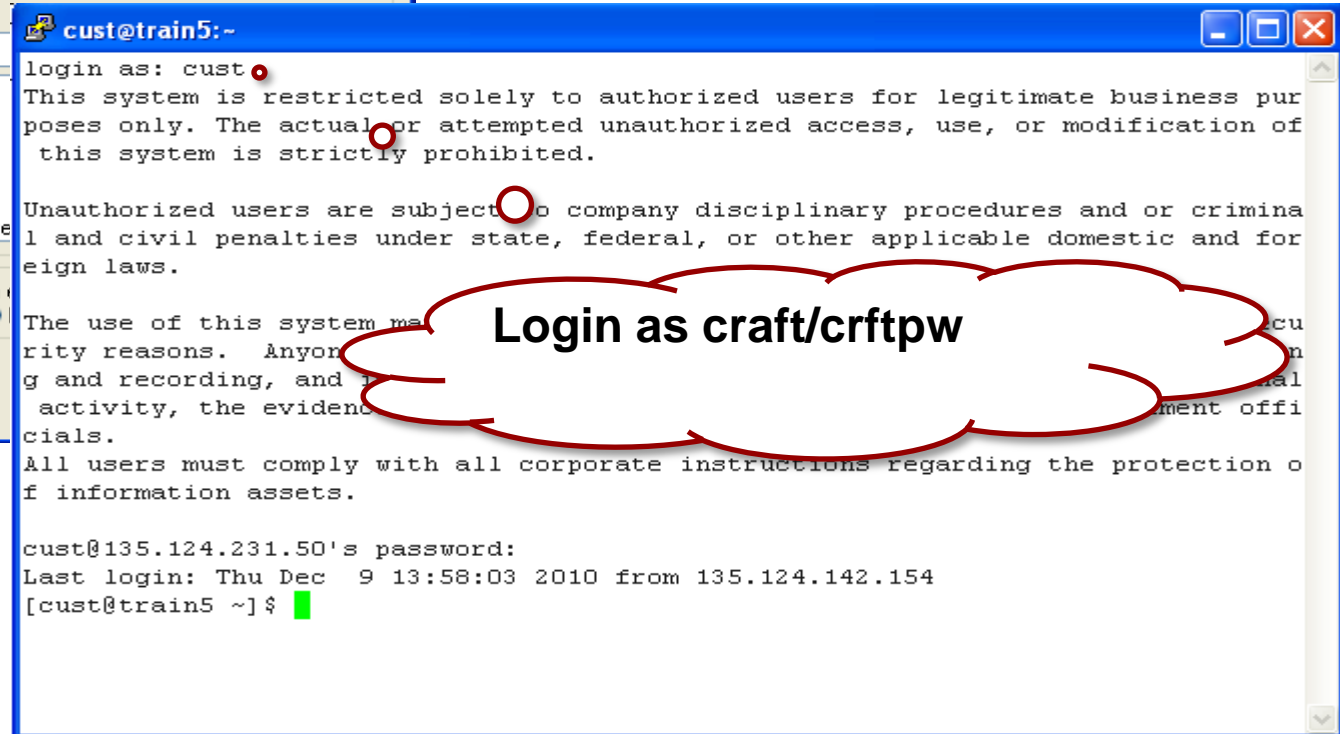 cust@train5:~
login as: cust
This system is restricted solely to authorized users for legitimate business pur
poses only. The actual or attempted unauthorized access, use, or modification of
this system is strictly prohibited.
Unauthorized users are subject to company disciplinary procedures and or crimina
l and civil penalties under state, federal, or other applicable domestic and for
eign laws.
Login as craft/crftpw
The use of this system
rity reasons. Anyon
g and recording, and
activity, the evidenc ment offi
cials.
All users must comply with all corporate instructions regarding the protection o
f information assets.
cust@135.124.231.50's password:
Last login: Thu Dec 9 13:58:03 2010 from 135.124.142.154
[cust@train5 ~]$